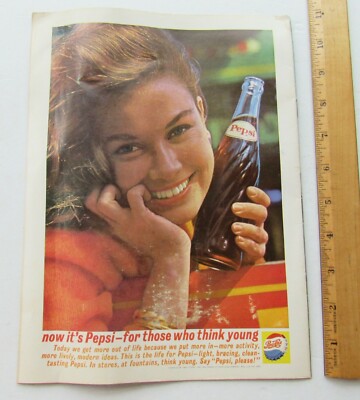 Pepsi
now it's Pepsi—for those who think young
Today we get more out of life because we put more in—more activity,
more lively, modern ideas. This is the life for Pepsi—light, bracing, clean-
tasting Pepsi. In stores, at fountains, think young. Say "Pepsi, please!"